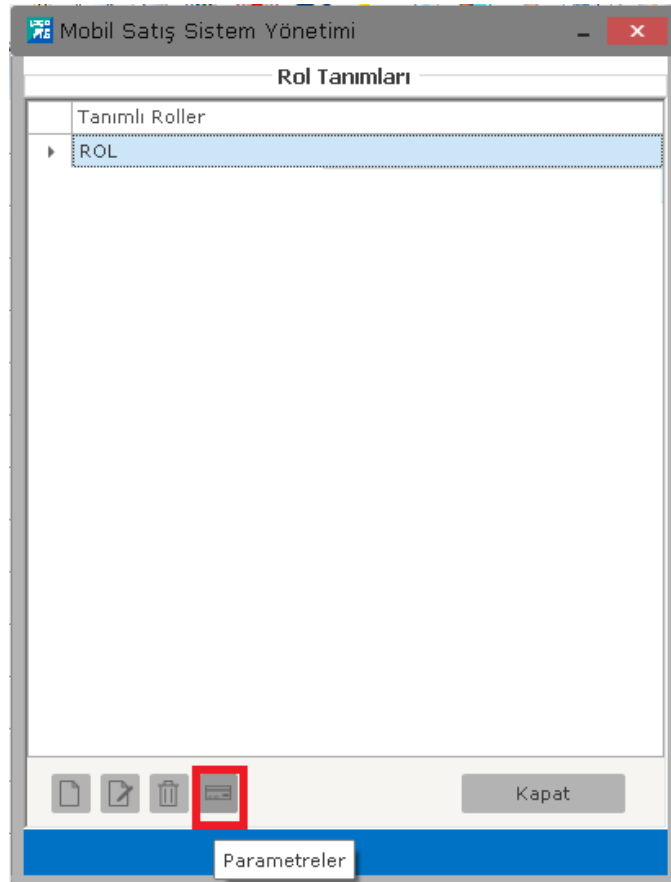 Mobil Satış Sistem Yönetimi
Rol Tanımları
Tanımlı Roller
ROL
Kapat
Parametreler